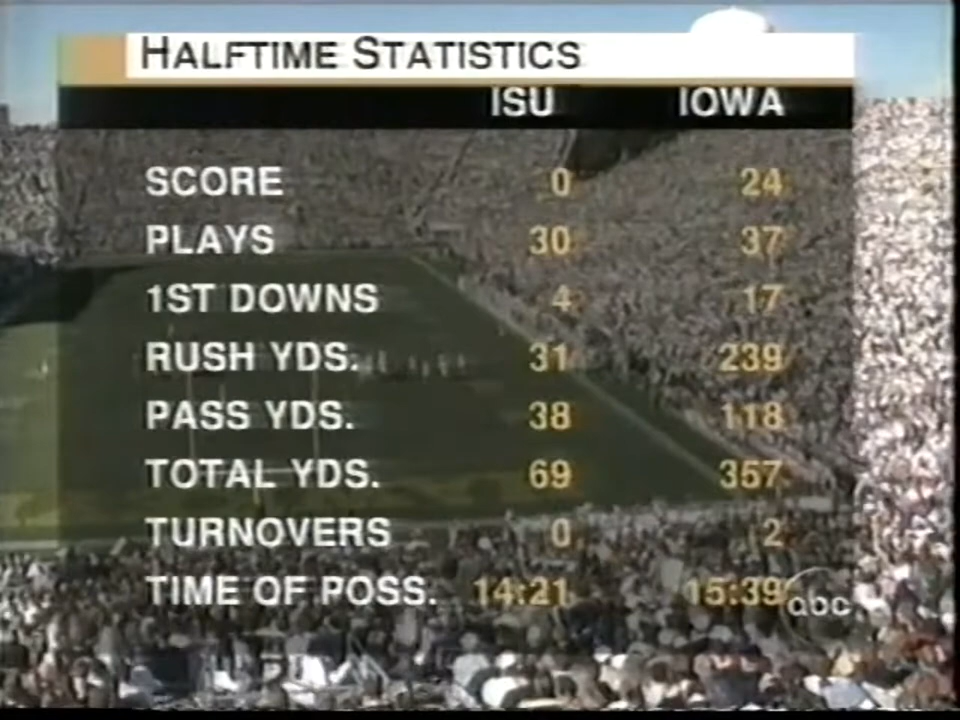 HALFTIME STATISTICS
ISU IOWA
SCORE 0 24
PLAYS 30 37
1ST DOWNS 4 17
RUSH YDS. 31 239
PASS YDS. 38 118
TOTAL YDS. 69 357
TURNOVERS 0 2
TIME OF POSS. 14:21 15:39
abc